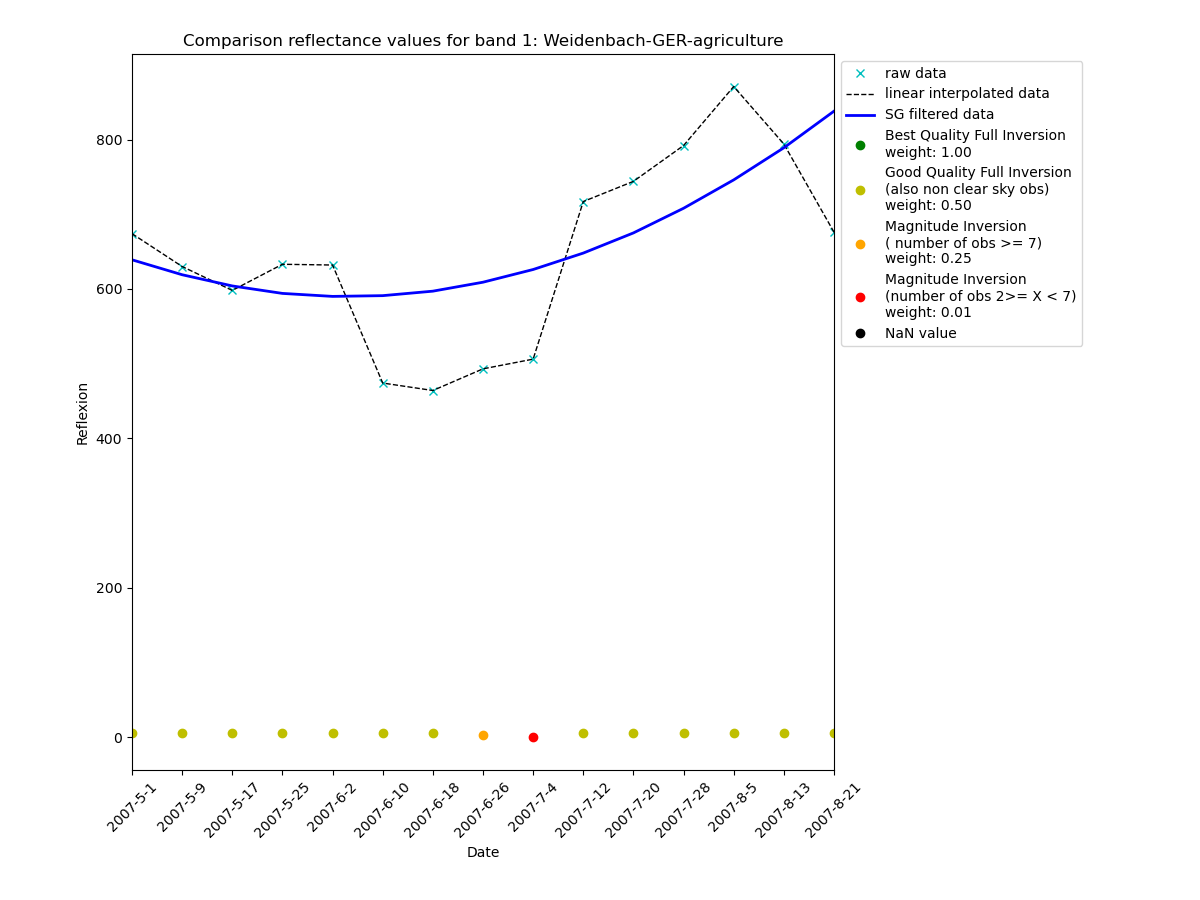 Comparison reflectance values for band 1: Weidenbach-GER-agriculture
raw data
linear interpolated data
SG filtered data
Best Quality Full Inversion
weight: 1.00
Good Quality Full Inversion
(also non clear sky obs)
weight: 0.50
Magnitude Inversion
( number of obs >= 7)
weight: 0.25
Magnitude Inversion
(number of obs 2>= X < 7)
weight: 0.01
NaN value
Reflexion
800
600
400
200
0
2007-5-1
2007-5-9
2007-5-17
2007-5-25
2007-6-2
2007-6-10
2007-6-18
2007-6-26
2007-7-4
2007-7-12
2007-7-20
2007-7-28
2007-8-5
2007-8-13
2007-8-21
Date